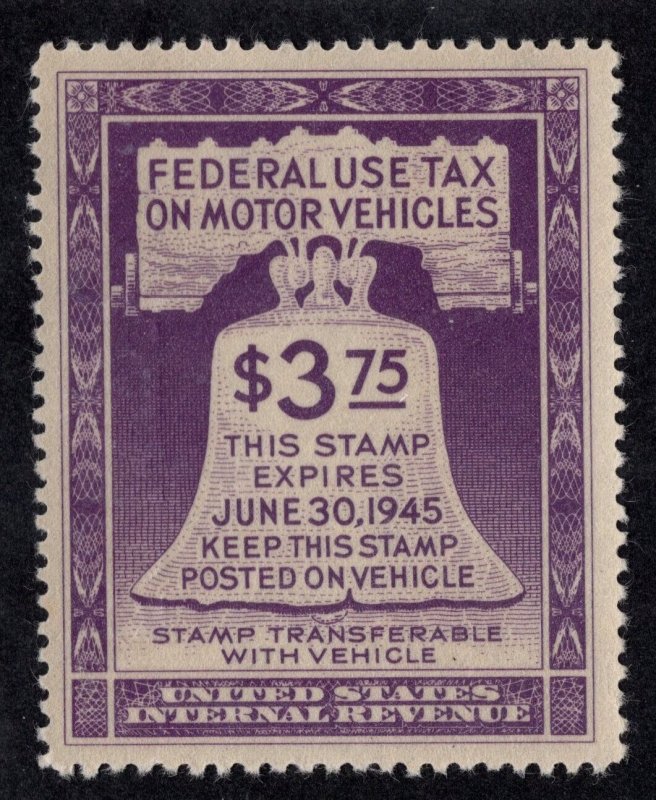 FEDERAL USE TAX
ON MOTOR VEHICLES
$3 75
THIS STAMP
EXPIRES
JUNE 30, 1945
KEEP THIS STAMP
POSTED ON VEHICLE
STAMP TRANSFERABLE
WITH VEHICLE
UNITED STATES
INTERNAL REVENUE